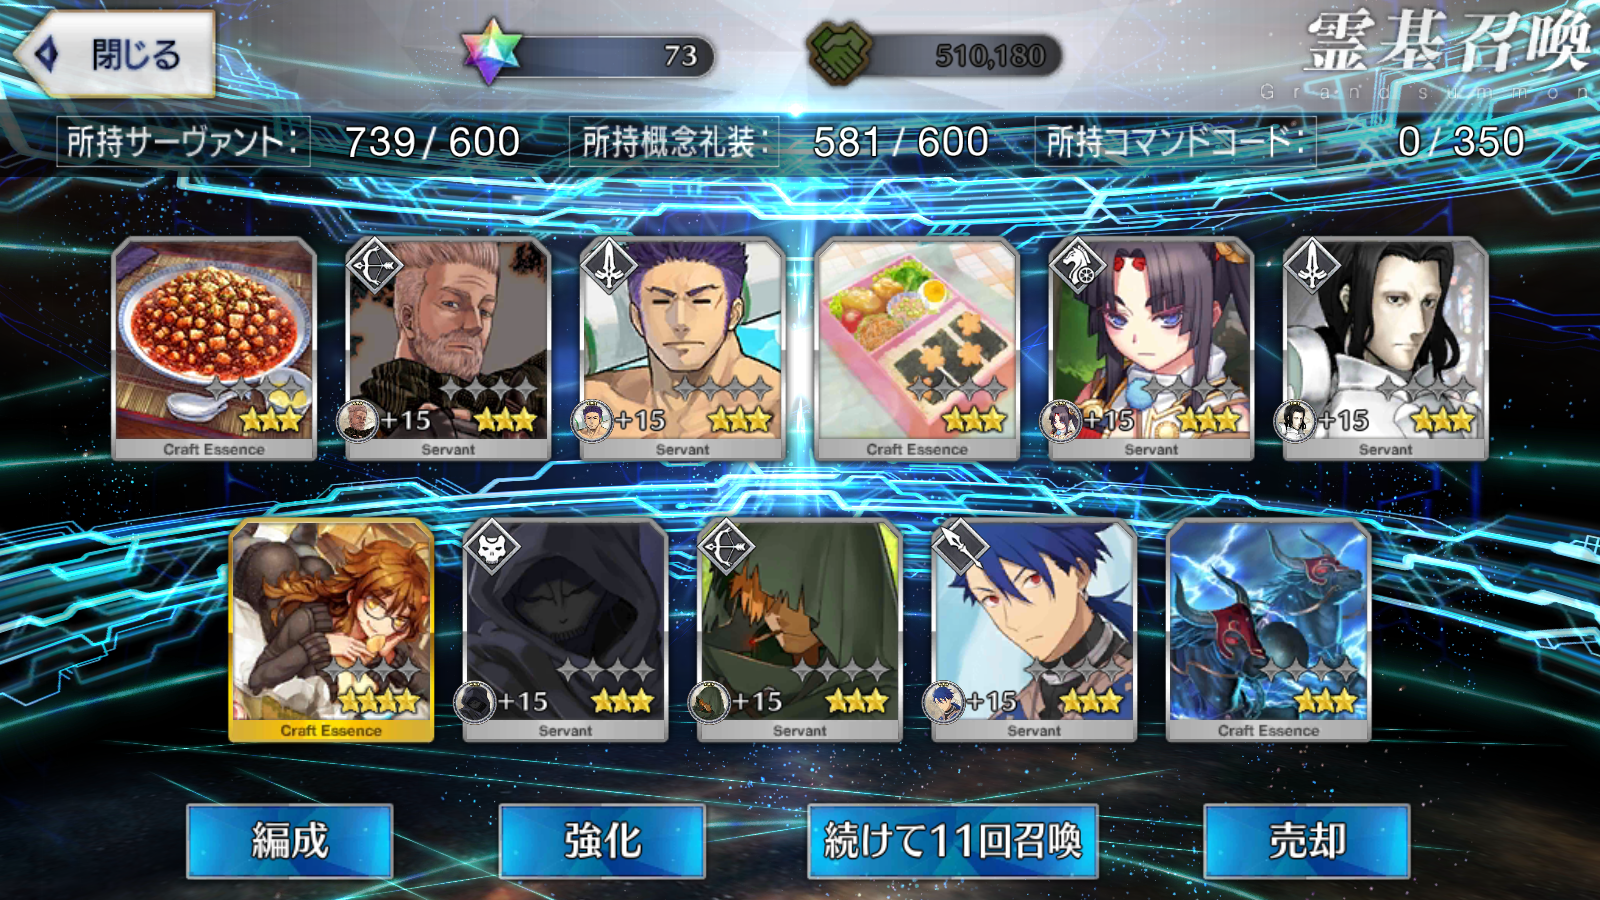 閉じる
73
510,180
霊基召喚
Grand summon
所持サーヴァント: 739 / 600
所持概念礼装: 581 / 600
所持コマンドコード: 0 / 350
Craft Essence
+15
Servant
+15
Servant
Craft Essence
+15
Servant
+15
Servant
Craft Essence
+15
Servant
+15
Servant
+15
Servant
Craft Essence
編成
強化
続けて11回召喚
売却